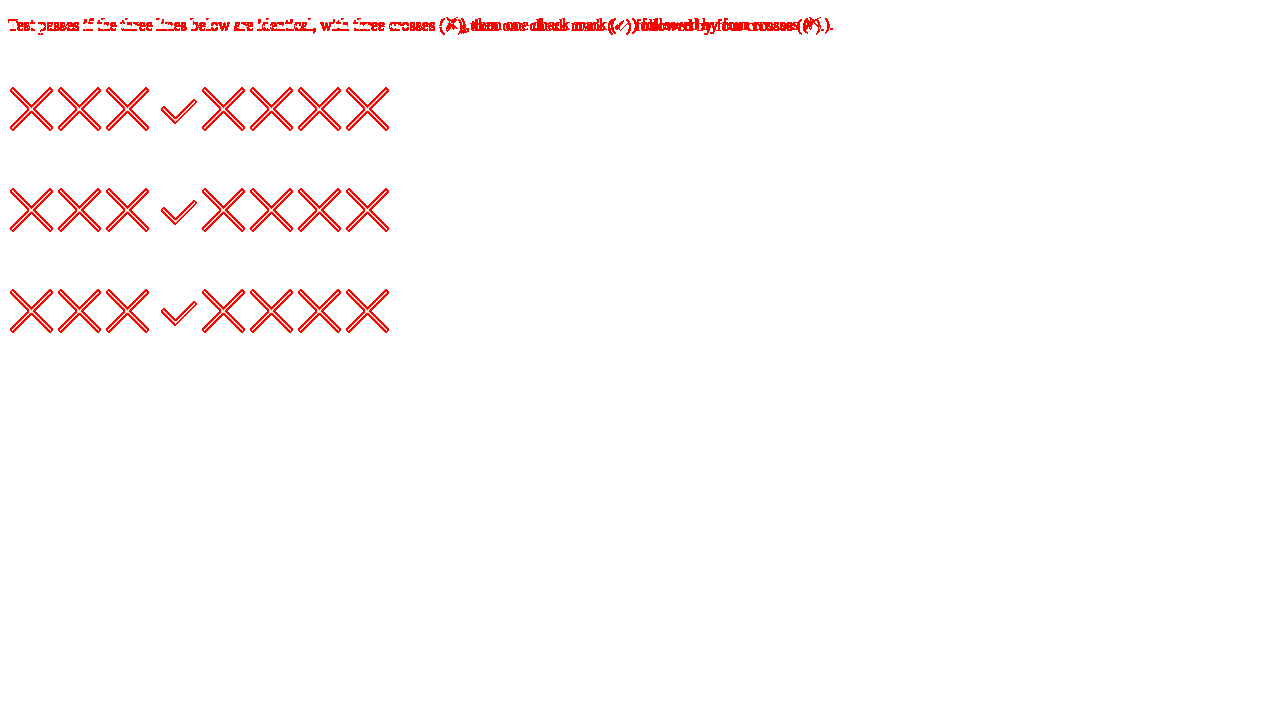 Test passes if the three lines below are identical, with three crosses (✗), then one check mark (✓) followed by four crosses (✗).
✗✗✗✓✗✗✗✗
✗✗✗✓✗✗✗✗
✗✗✗✓✗✗✗✗